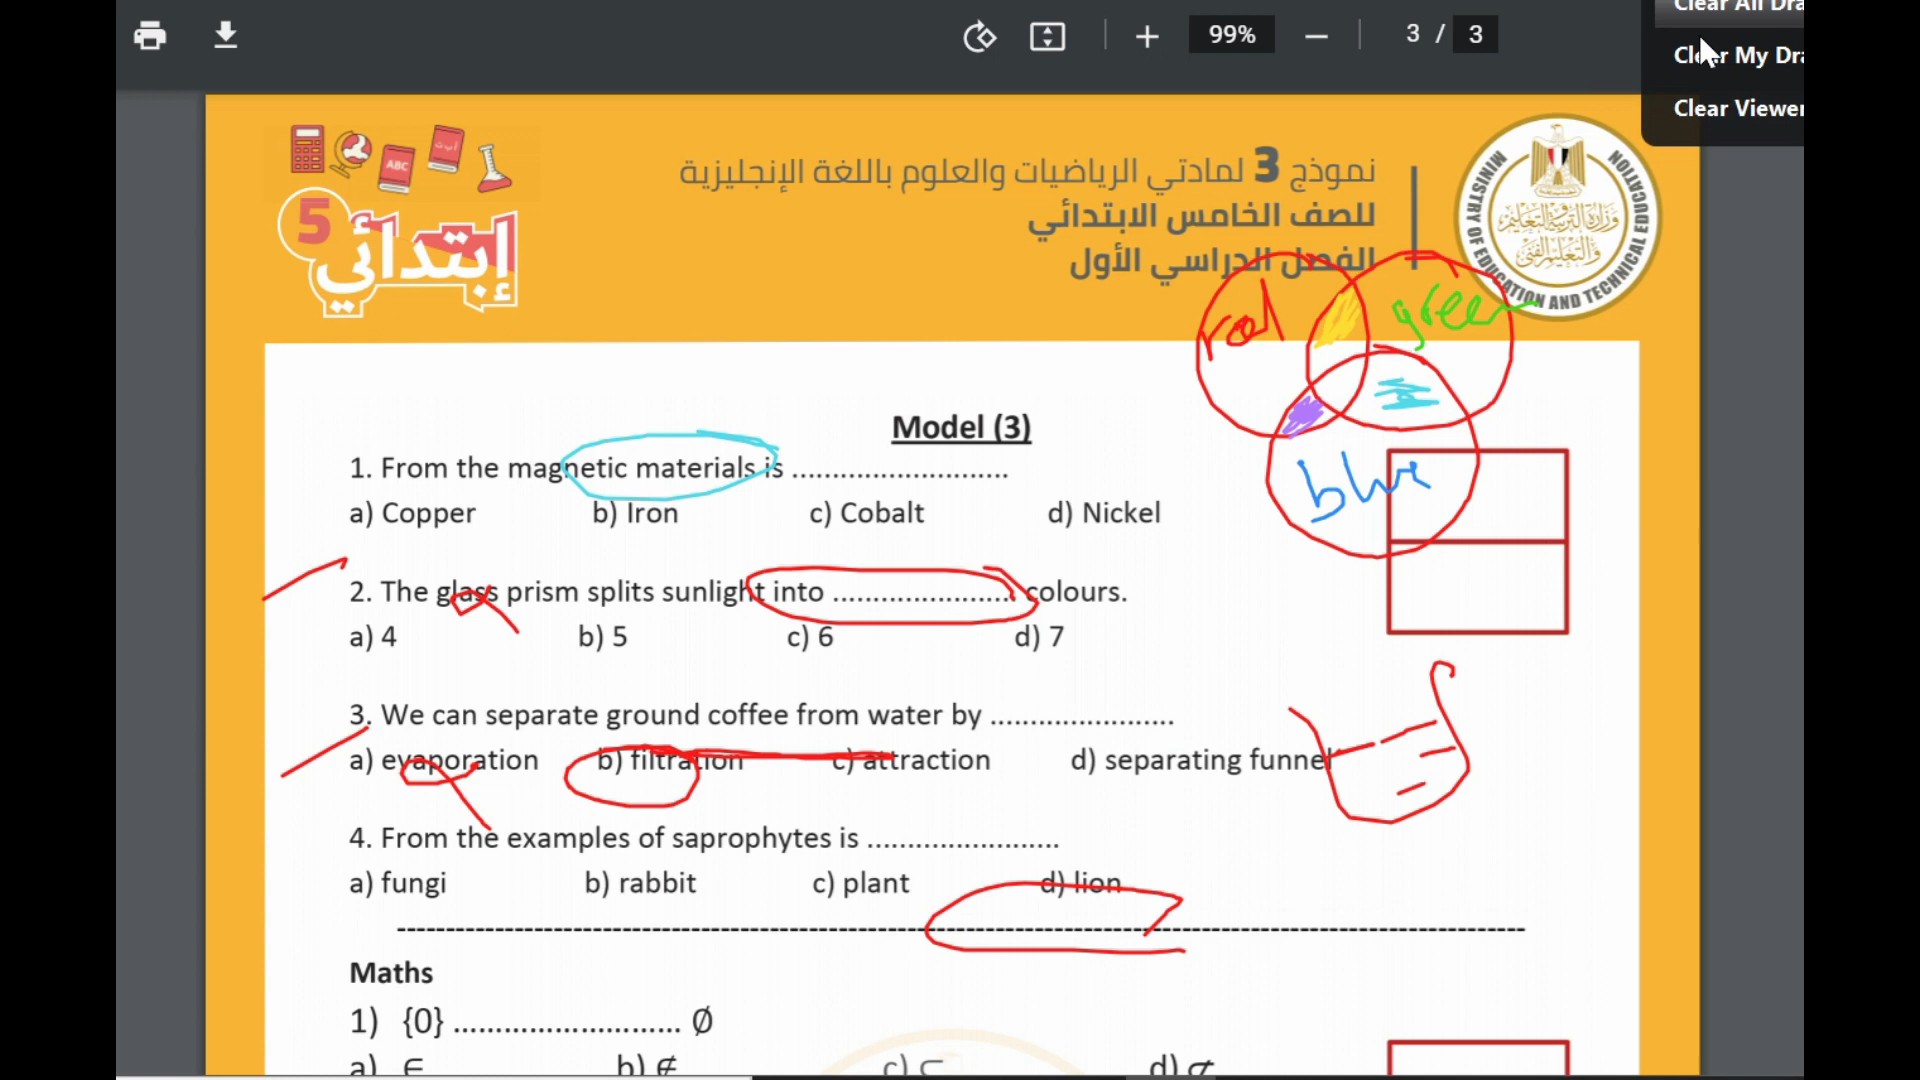 Clear All Dra
99%
3 / 3
Clear My Dra
Clear Viewer
ABC
أ ب ت
5
إبتدائي
نموذج 3 لمادتي الرياضيات والعلوم باللغة الإنجليزية
للصف الخامس الابتدائي
الفصل الدراسي الأول
MINISTRY OF EDUCATION AND TECHNICAL EDUCATION
وزارة التربية والتعليم
والتعليم الفني
red
green
blue
Model (3)
1. From the magnetic materials is ...........................
a) Copper b) Iron c) Cobalt d) Nickel
2. The glass prism splits sunlight into ....................... colours.
a) 4 b) 5 c) 6 d) 7
3. We can separate ground coffee from water by .......................
a) evaporation b) filtration c) attraction d) separating funnel
4. From the examples of saprophytes is ........................
a) fungi b) rabbit c) plant d) lion
Maths
1) {0} ........................... Ø
a) ∈ b) ∉ c) ⊂ d) ⊄